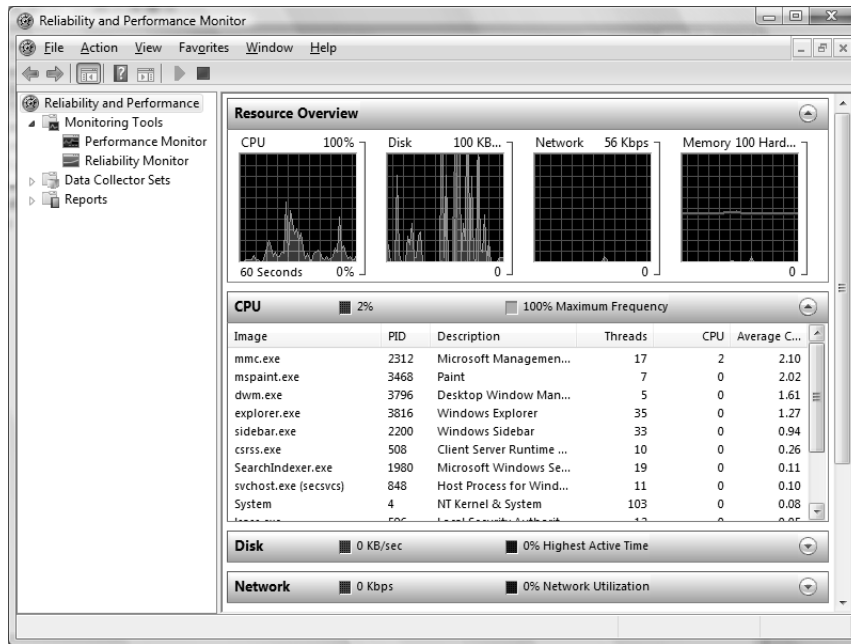 Reliability and Performance Monitor
File Action View Favorites Window Help
Reliability and Performance
Monitoring Tools
Performance Monitor
Reliability Monitor
Data Collector Sets
Reports
Resource Overview
CPU 100% Disk 100 KB... Network 56 Kbps Memory 100 Hard...
60 Seconds 0% 0 0 0
CPU 2% 100% Maximum Frequency
Image PID Description Threads CPU Average C...
mmc.exe 2312 Microsoft Managemen... 17 2 2.10
mspaint.exe 3468 Paint 7 0 2.02
dwm.exe 3796 Desktop Window Man... 5 0 1.61
explorer.exe 3816 Windows Explorer 35 0 1.27
sidebar.exe 2200 Windows Sidebar 33 0 0.94
csrss.exe 508 Client Server Runtime ... 10 0 0.26
SearchIndexer.exe 1980 Microsoft Windows Se... 19 0 0.11
svchost.exe (secsvcs) 848 Host Process for Wind... 11 0 0.10
System 4 NT Kernel & System 103 0 0.08
Disk 0 KB/sec 0% Highest Active Time
Network 0 Kbps 0% Network Utilization